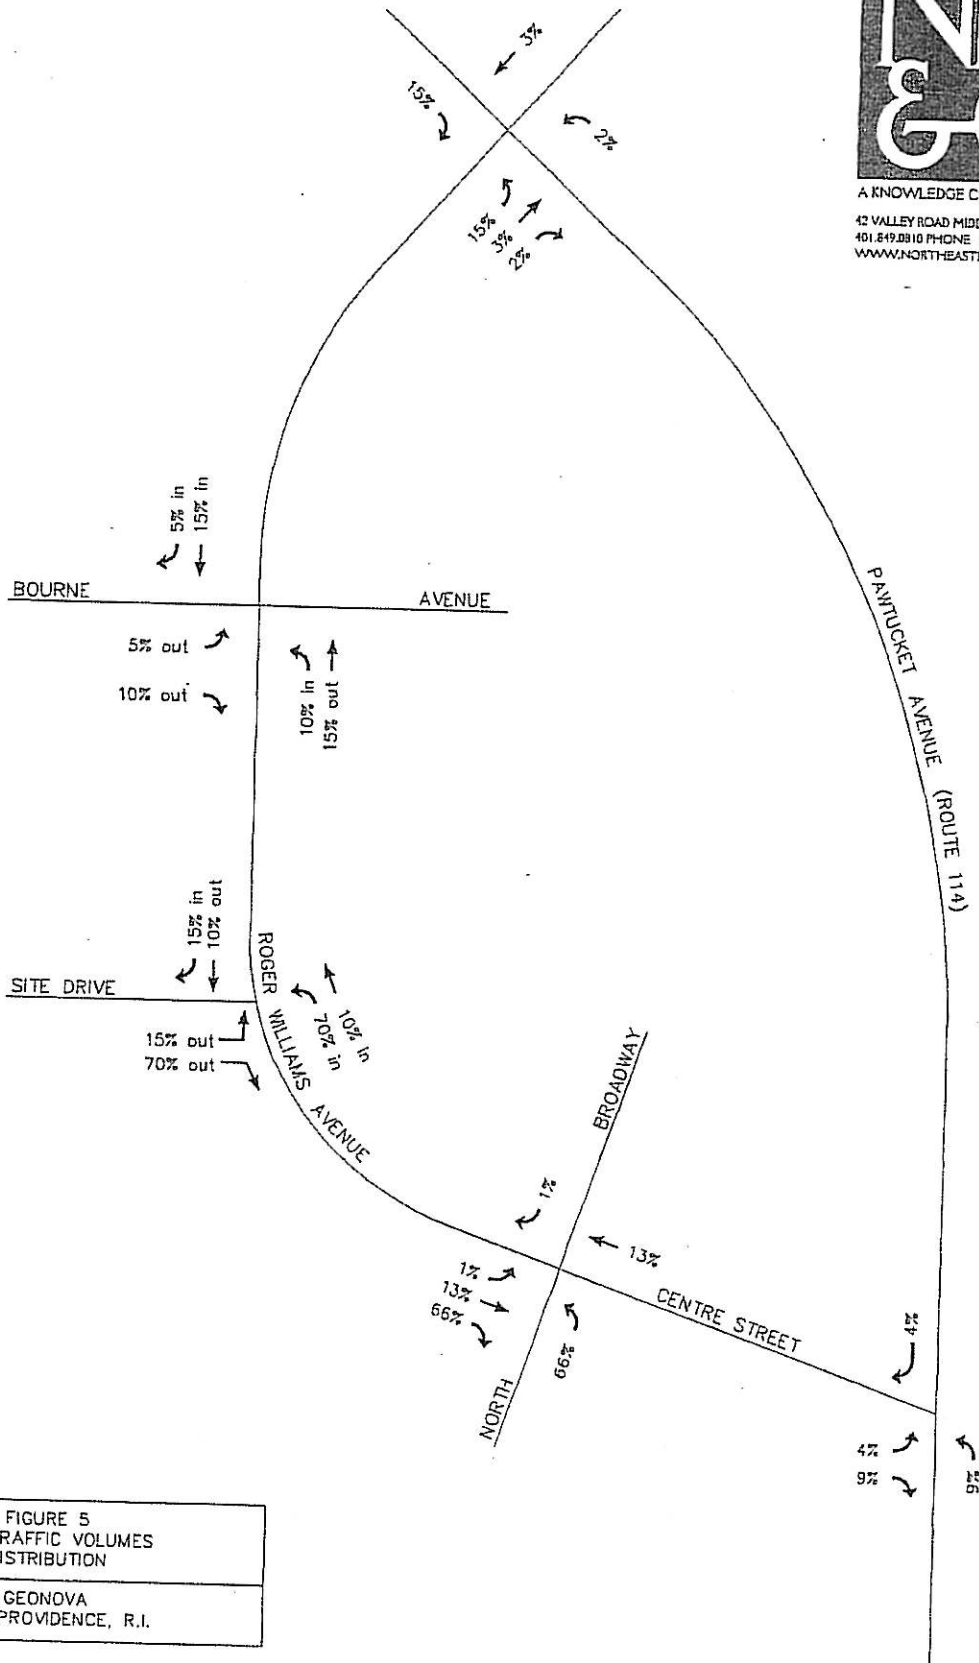 3%
15%
2%
15%
3%
2%
&
A KNOWLEDGE C
42 VALLEY ROAD MIDD
401.849.0810 PHONE
WWW.NORTHEAST
5% in
15% in
BOURNE AVENUE
5% out
10% out
10% in
15% out
PAWTUCKET AVENUE (ROUTE 114)
15% in
10% out
SITE DRIVE
15% out
70% out
ROGER WILLIAMS AVENUE
10% in
70% in
NORTH BROADWAY
1%
13%
1%
13%
66%
66%
CENTRE STREET
4%
4%
9%
9%
FIGURE 5
RAFFIC VOLUMES
ISTRIBUTION
GEONOVA
PROVIDENCE, R.I.